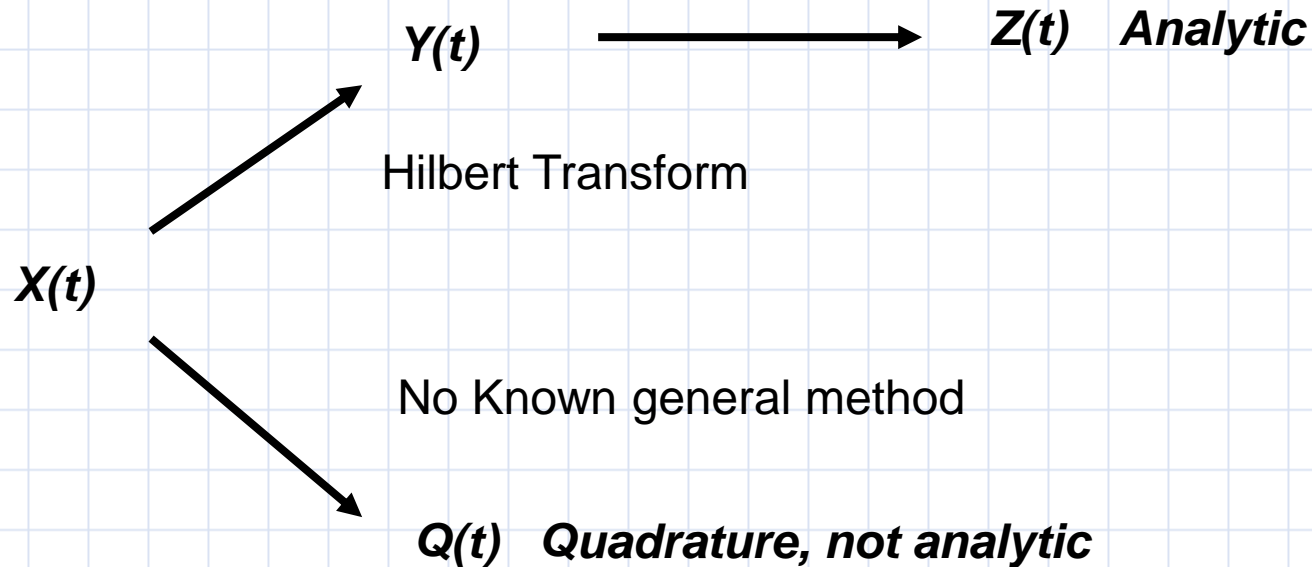 Y(t) Z(t) Analytic
Hilbert Transform
X(t)
No Known general method
Q(t) Quadrature, not analytic